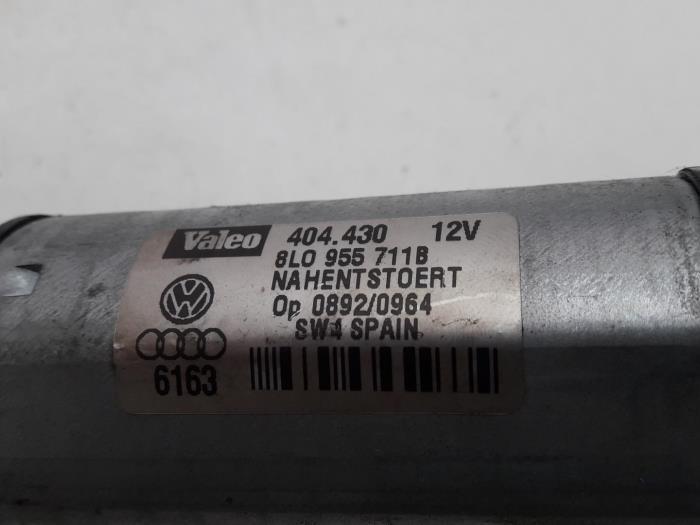 Valeo 404.430 12V
8L0 955 711B
NAHENTSTOERT
Op 0892/0964
SW4 SPAIN
6163